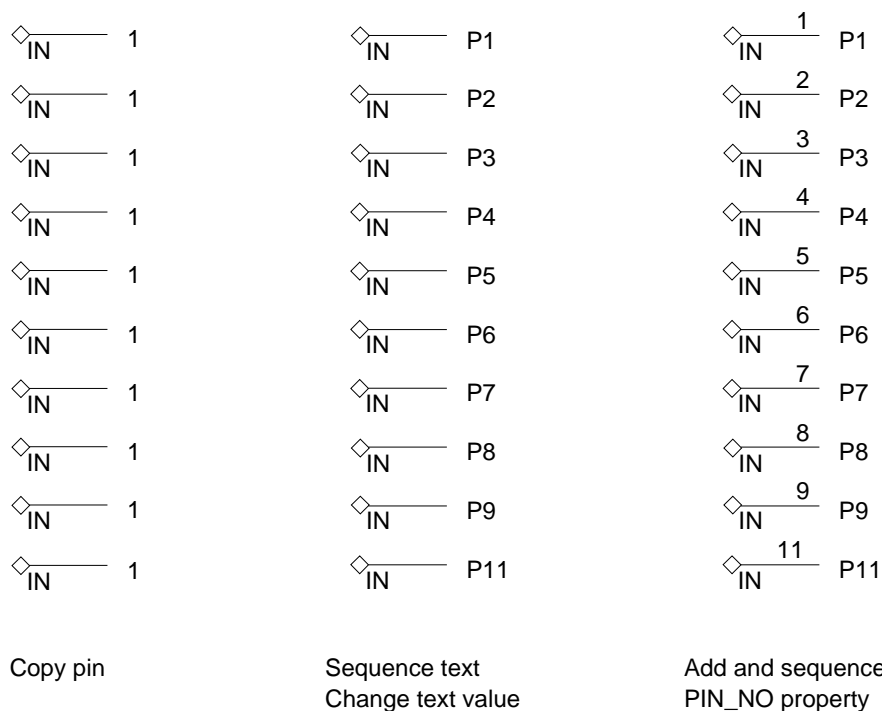 1
IN 1 IN P1 IN P1
2
IN 1 IN P2 IN P2
3
IN 1 IN P3 IN P3
4
IN 1 IN P4 IN P4
5
IN 1 IN P5 IN P5
6
IN 1 IN P6 IN P6
7
IN 1 IN P7 IN P7
8
IN 1 IN P8 IN P8
9
IN 1 IN P9 IN P9
11
IN 1 IN P11 IN P11
Copy pin
Sequence text
Change text value
Add and sequence
PIN_NO property